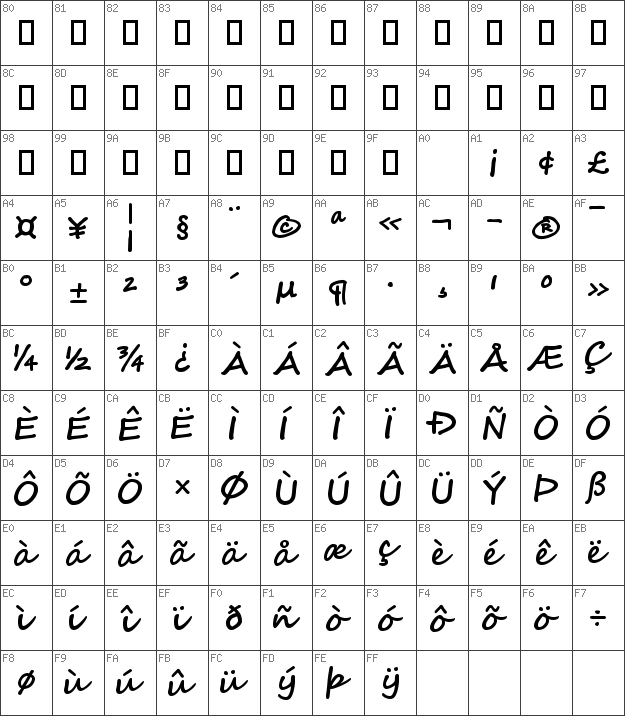 80 81 82 83 84 85 86 87 88 89 8A 8B
8C 8D 8E 8F 90 91 92 93 94 95 96 97
98 99 9A 9B 9C 9D 9E 9F A0 A1 A2 A3
¡ ¢ £
A4 A5 A6 A7 A8 A9 AA AB AC AD AE AF
¤ ¥ ¦ § ¨ © ª « ¬ - ® ¯
B0 B1 B2 B3 B4 B5 B6 B7 B8 B9 BA BB
° ± ² ³ ´ µ ¶ · ¸ ¹ º »
BC BD BE BF C0 C1 C2 C3 C4 C5 C6 C7
¼ ½ ¾ ¿ À Á Â Ã Ä Å Æ Ç
C8 C9 CA CB CC CD CE CF D0 D1 D2 D3
È É Ê Ë Ì Í Î Ï Ð Ñ Ò Ó
D4 D5 D6 D7 D8 D9 DA DB DC DD DE DF
Ô Õ Ö × Ø Ù Ú Û Ü Ý Þ ß
E0 E1 E2 E3 E4 E5 E6 E7 E8 E9 EA EB
à á â ã ä å æ ç è é ê ë
EC ED EE EF F0 F1 F2 F3 F4 F5 F6 F7
ì í î ï ð ñ ò ó ô õ ö ÷
F8 F9 FA FB FC FD FE FF
ø ù ú û ü ý þ ÿ